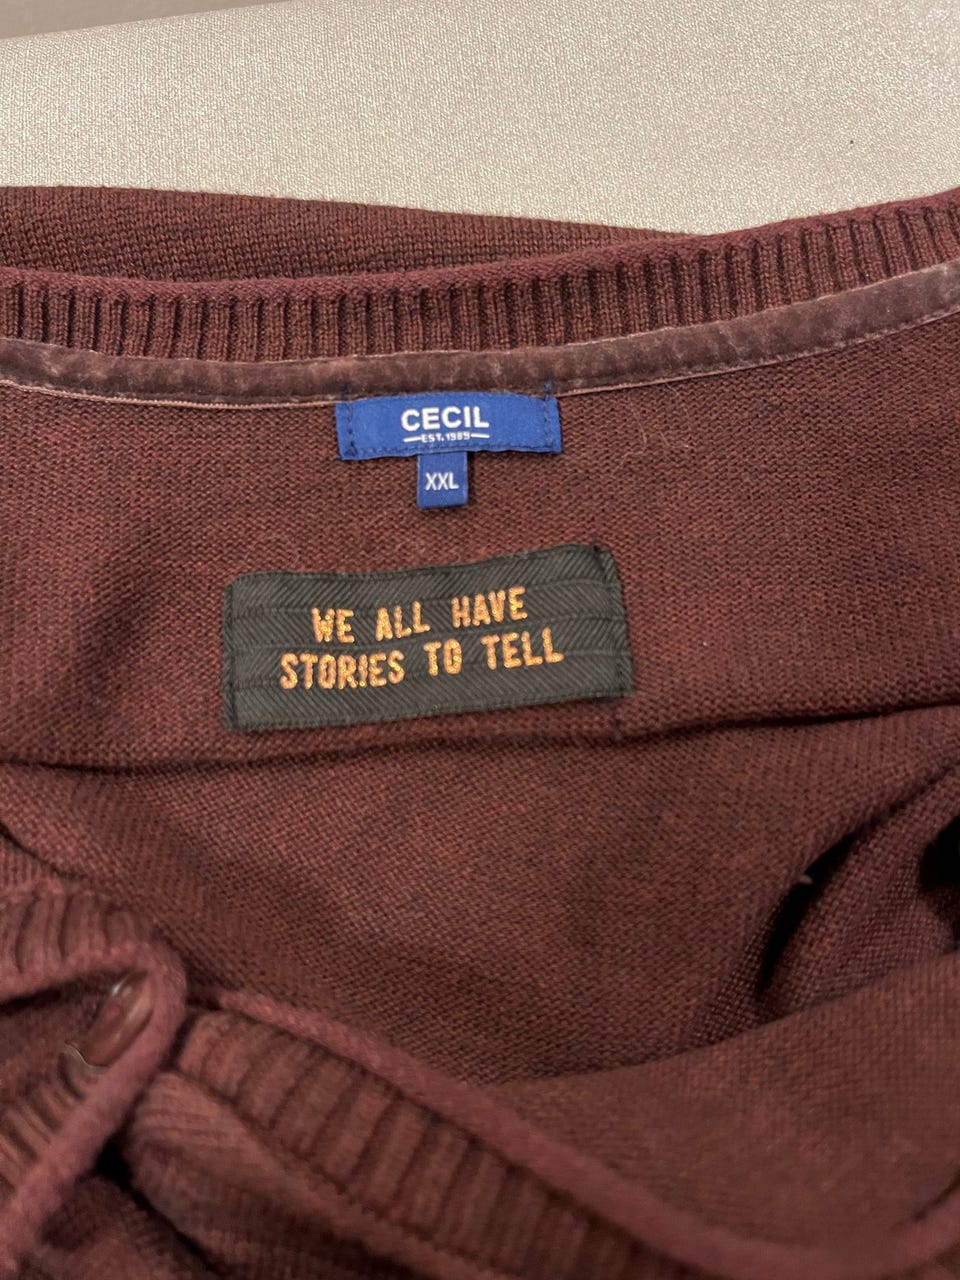 CECIL
EST. 1989
XXL
WE ALL HAVE
STORIES TO TELL